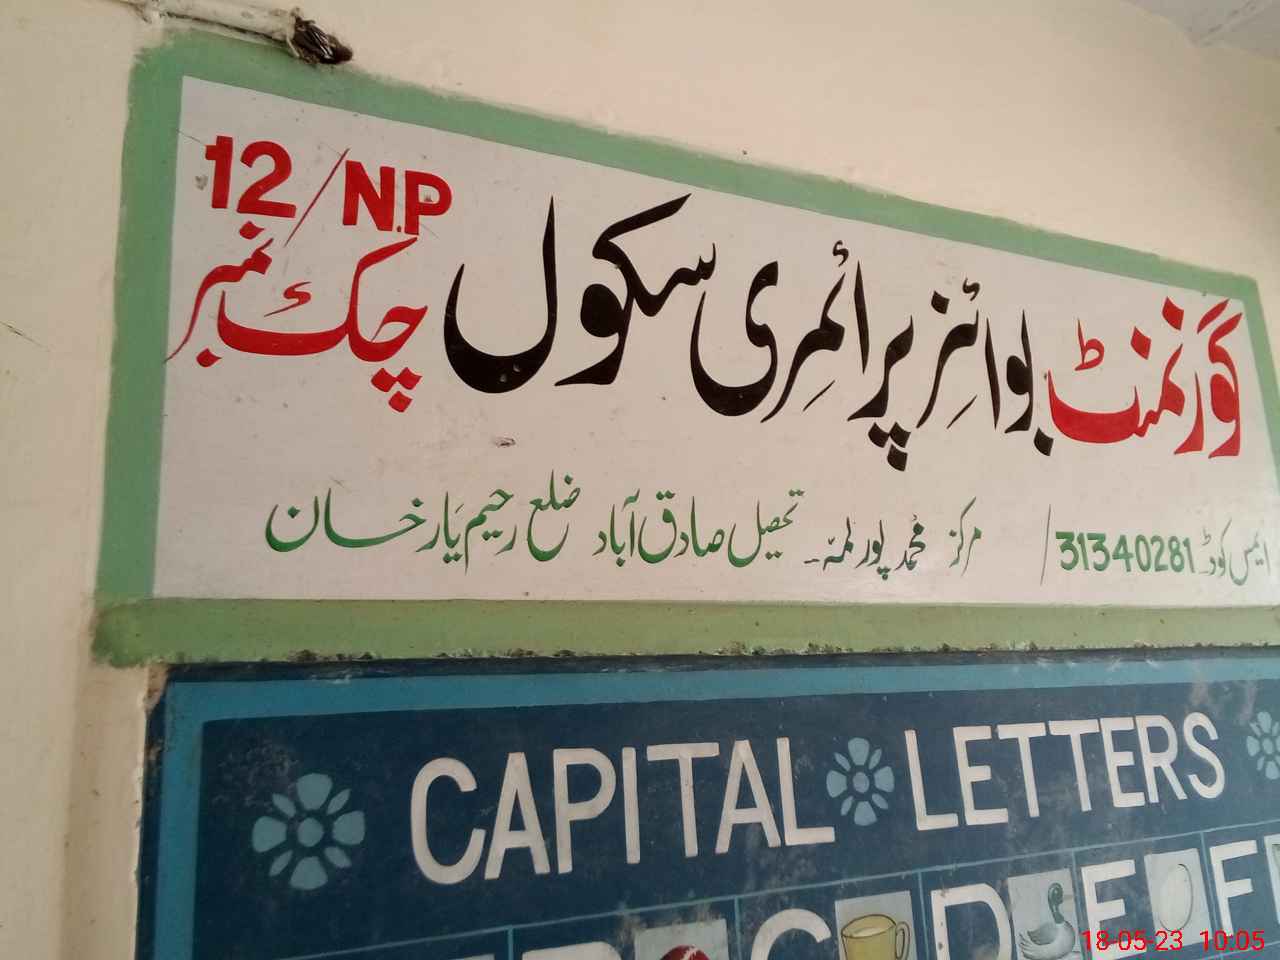 گورنمنٹ بوائز پرائمری سکول چک نمبر 12/N.P
ایمس کوڈ 31340281 / مرکز محمد پور لمہ۔ تحصیل صادق آباد ضلع رحیم یار خان
CAPITAL LETTERS
C D E F
18-05-23 10:05